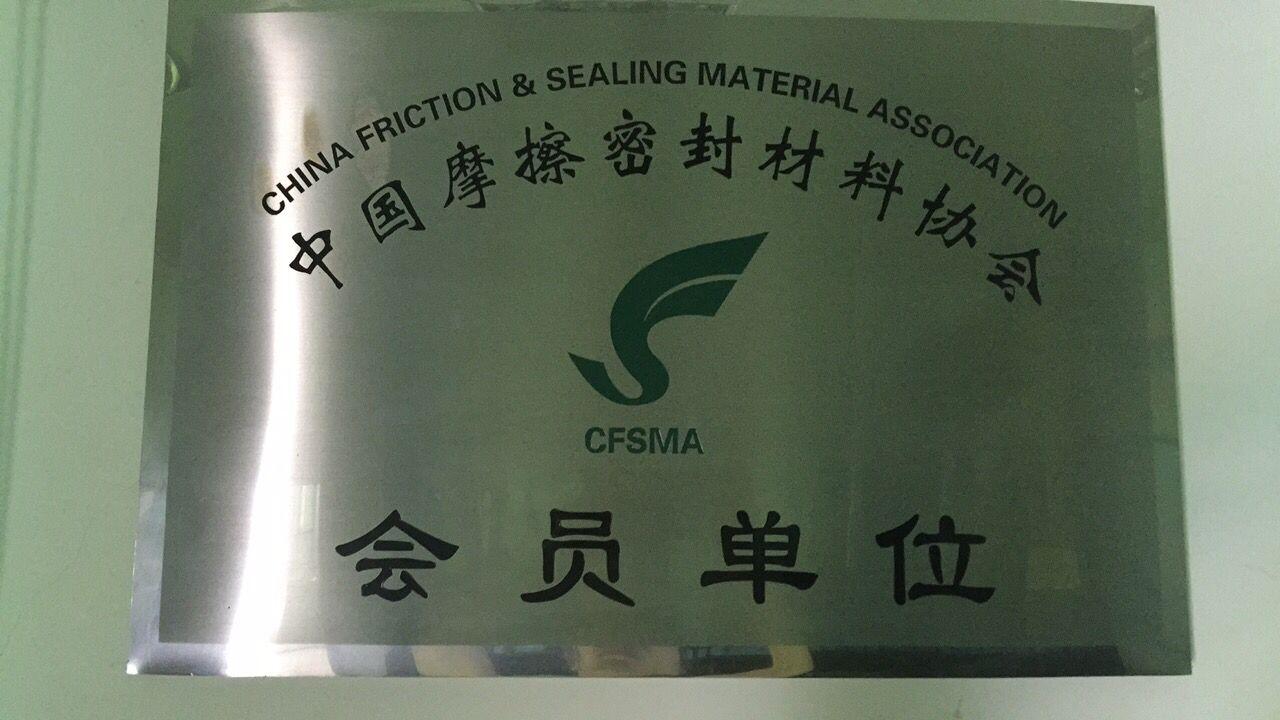 CHINA FRICTION & SEALING MATERIAL ASSOCIATION
中国摩擦密封材料协会
CFSMA
会员单位